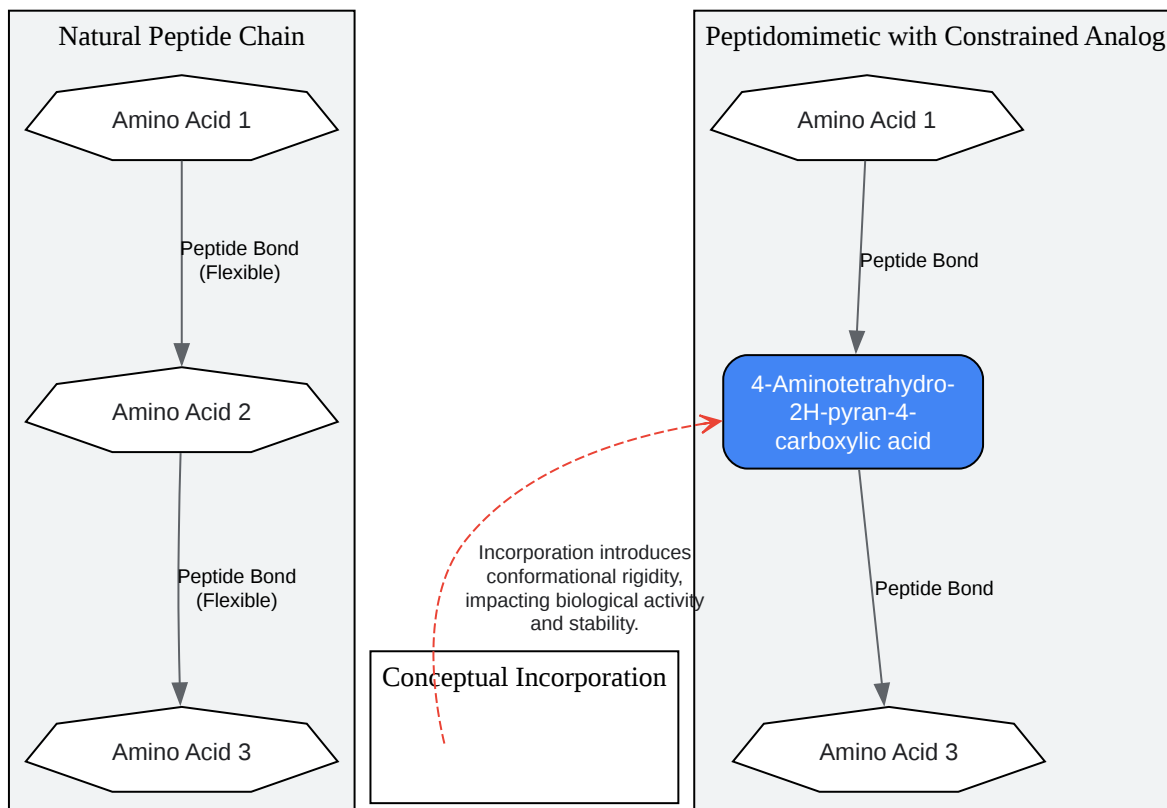 Natural Peptide Chain
Amino Acid 1
Peptide Bond
(Flexible)
Amino Acid 2
Peptide Bond
(Flexible)
Amino Acid 3
Incorporation introduces
conformational rigidity,
impacting biological activity
and stability.
Conceptual Incorporation
Peptidomimetic with Constrained Analog
Amino Acid 1
Peptide Bond
4-Aminotetrahydro-
2H-pyran-4-
carboxylic acid
Peptide Bond
Amino Acid 3